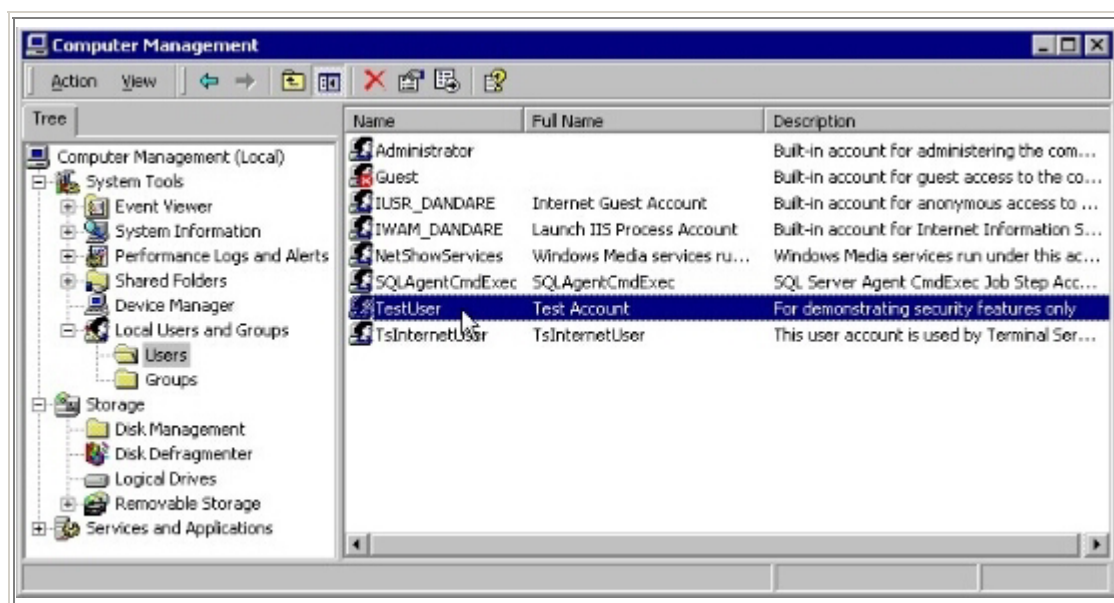 Computer Management
Action View
Tree
Name Full Name Description
Computer Management (Local)
System Tools
Event Viewer
System Information
Performance Logs and Alerts
Shared Folders
Device Manager
Local Users and Groups
Users
Groups
Storage
Disk Management
Disk Defragmenter
Logical Drives
Removable Storage
Services and Applications
Administrator Built-in account for administering the com...
Guest Built-in account for guest access to the co...
IUSR_DANDARE Internet Guest Account Built-in account for anonymous access to ...
IWAM_DANDARE Launch IIS Process Account Built-in account for Internet Information S...
NetShowServices Windows Media services ru... Windows Media services run under this ac...
SQLAgentCmdExec SQLAgentCmdExec SQL Server Agent CmdExec Job Step Acc...
TestUser Test Account For demonstrating security features only
TsInternetUser TsInternetUser This user account is used by Terminal Ser...